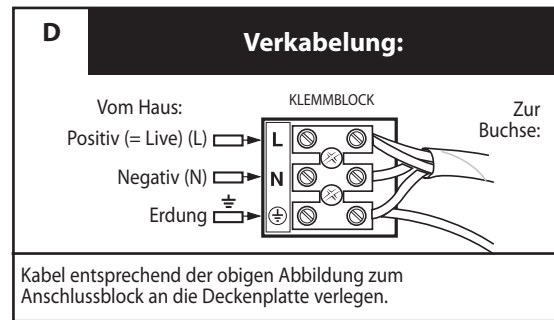 D
Verkabelung:
Vom Haus:
KLEMMBLOCK
Zur
Buchse:
Positiv (= Live) (L)
L
Negativ (N)
N
Erdung
Kabel entsprechend der obigen Abbildung zum
Anschlussblock an die Deckenplatte verlegen.